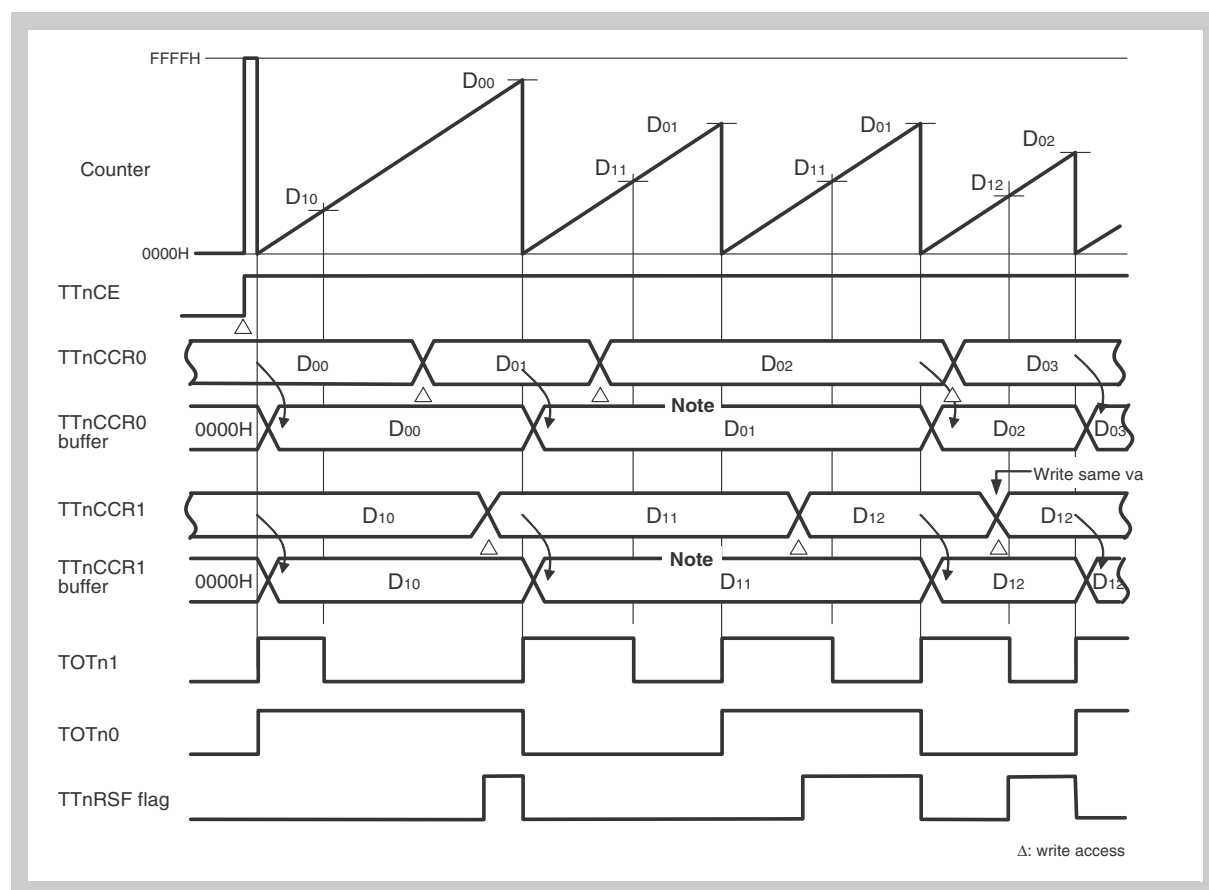 FFFFH
D00
D01
D01
D02
Counter
D11
D11
D12
D10
0000H
TTnCE
TTnCCR0
D00
D01
D02
D03
Note
TTnCCR0
buffer
0000H
D00
D01
D02
D03
Write same va
TTnCCR1
D10
D11
D12
D12
Note
TTnCCR1
buffer
0000H
D10
D11
D12
D12
TOTn1
TOTn0
TTnRSF flag
Δ: write access